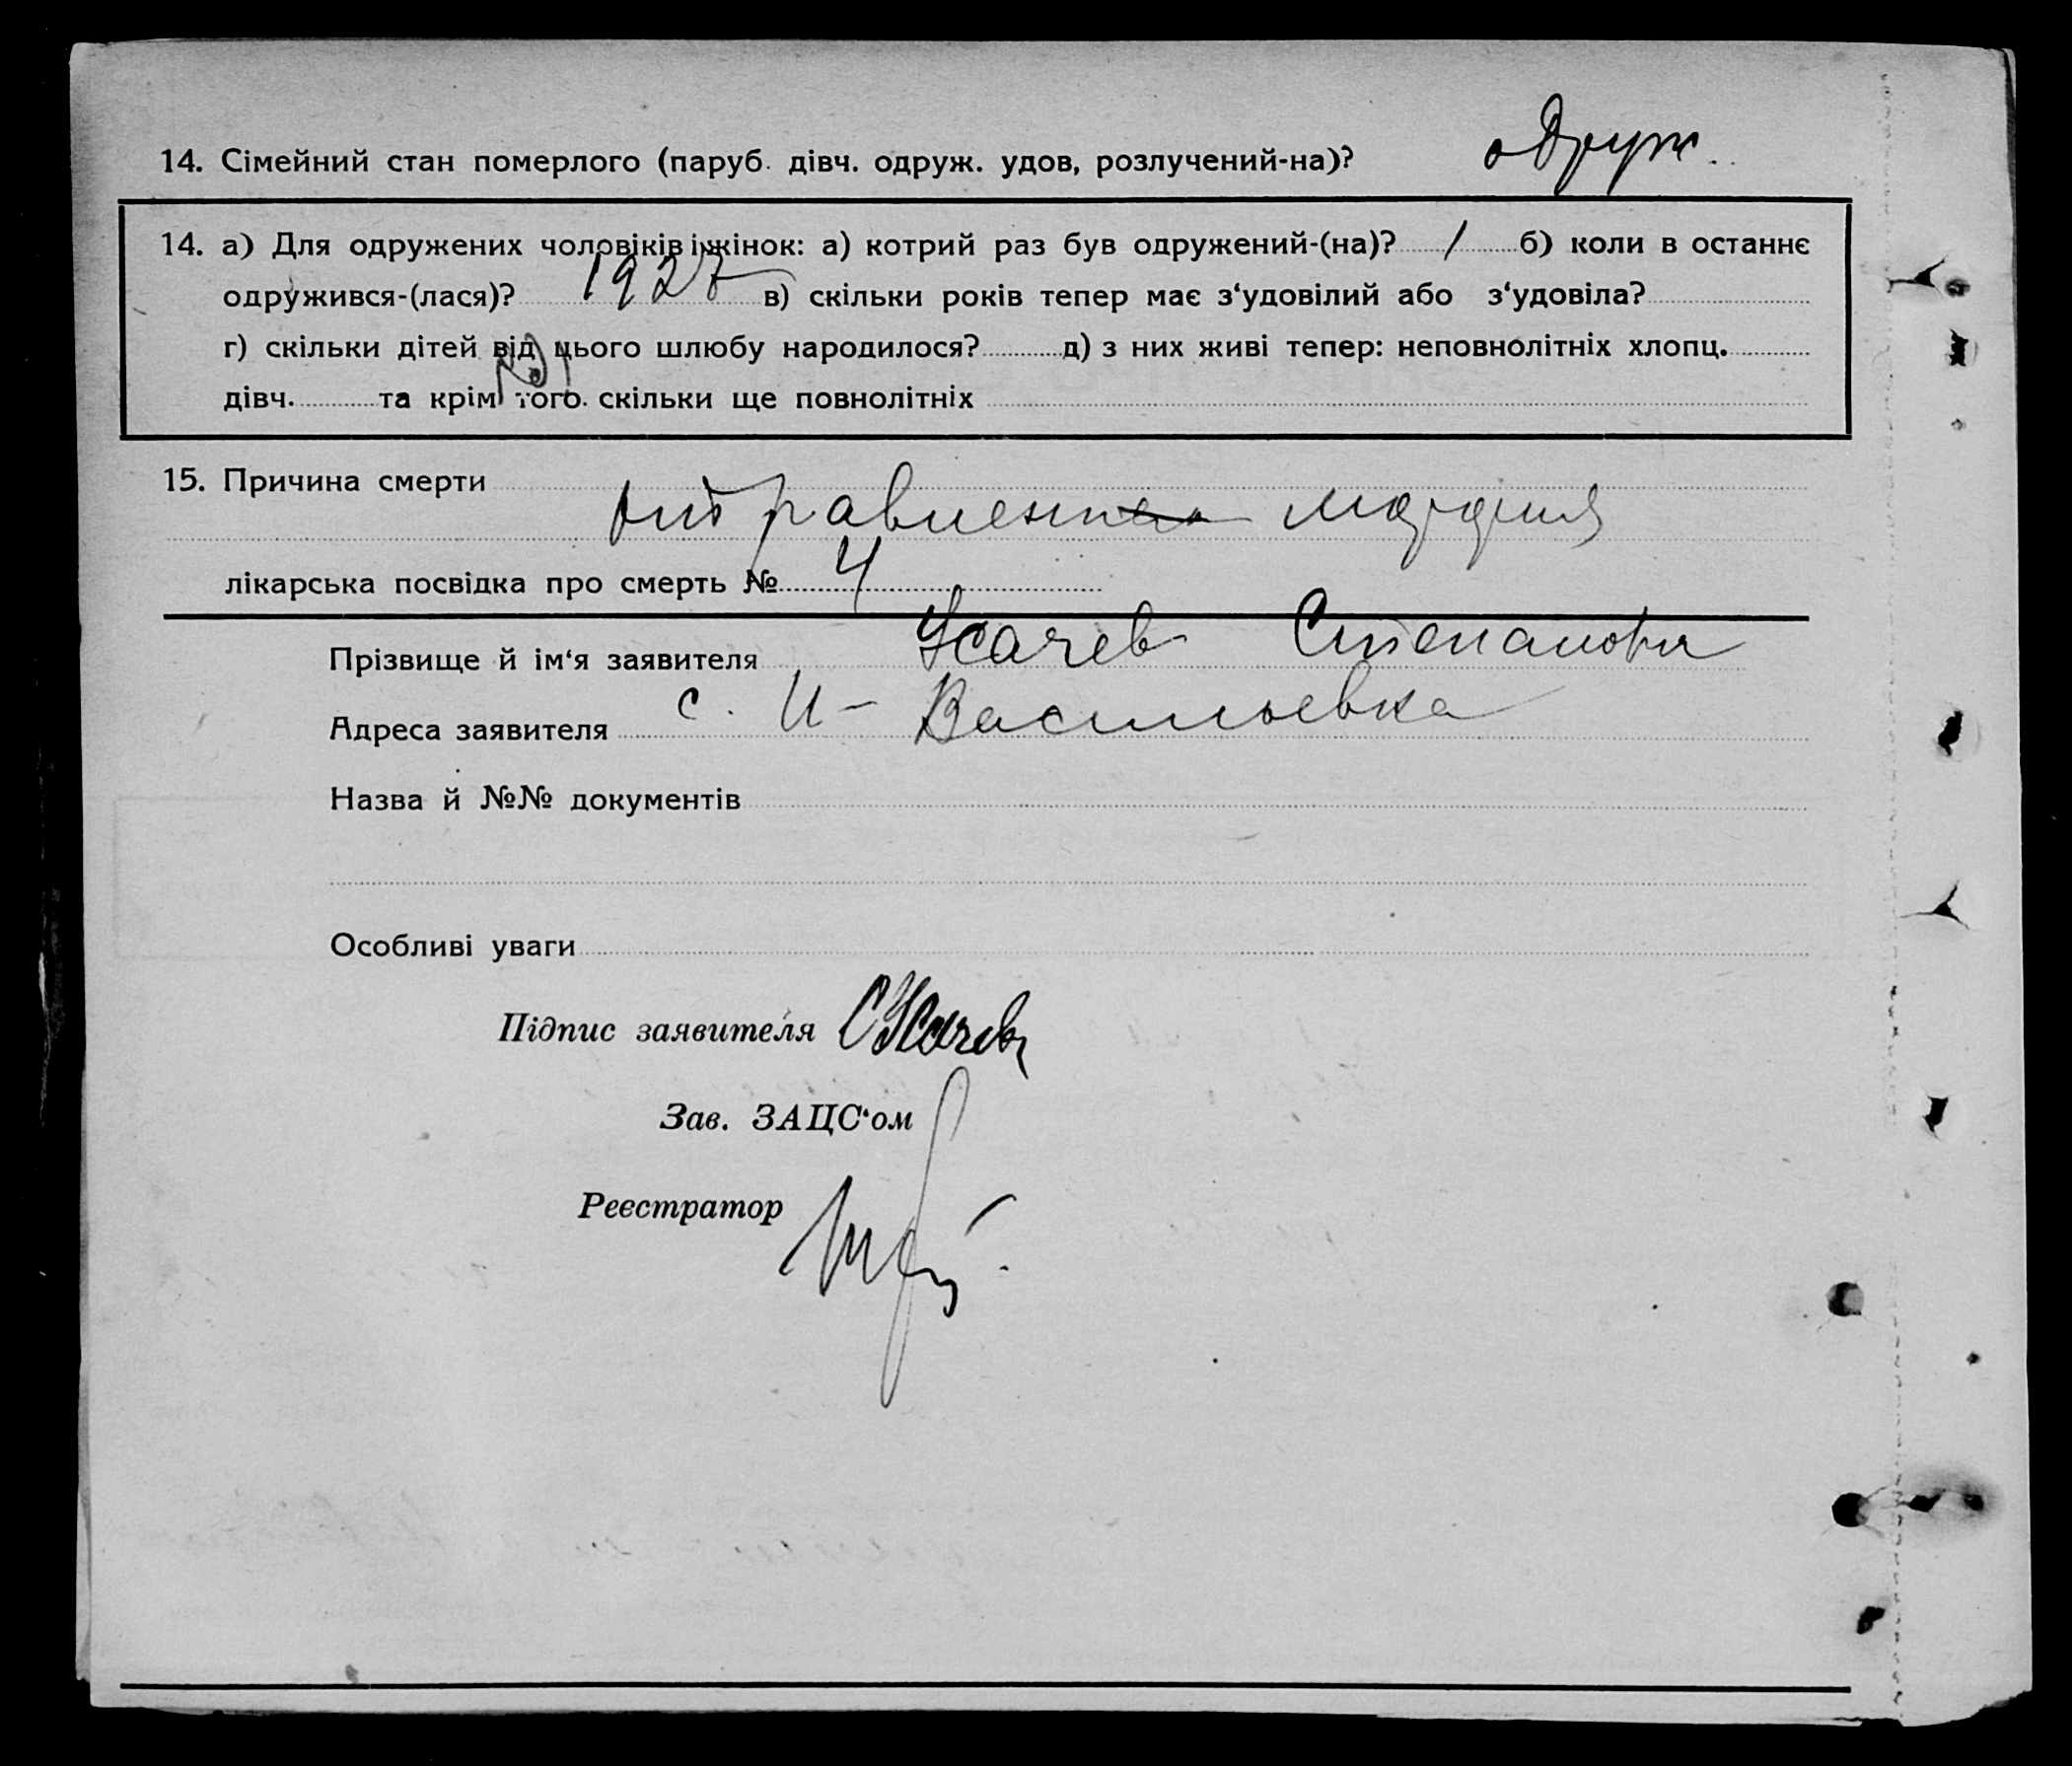 14. Сімейний стан померлого (паруб. дівч. одруж. удов, розлучений-на)? одруж.
14. а) Для одружених чоловіків і жінок: а) котрий раз був одружений-(на)? 1 б) коли в останнє
одружився-(лася)? 1927 в) скільки років тепер має з‘удовілий або з‘удовіла?
г) скільки дітей від цього шлюбу народилося? д) з них живі тепер: неповнолітніх хлопц.
дівч. та крім того. скільки ще повнолітніх
15. Причина смерти
отравление
лікарська посвідка про смерть № 4
Прізвище й ім‘я заявителя Усачев
Адреса заявителя с. И- Васильевка
Назва й №№ документів
Особливі уваги
Підпис заявителя СУсачев
Зав. ЗАЦС‘ом
Реєстратор